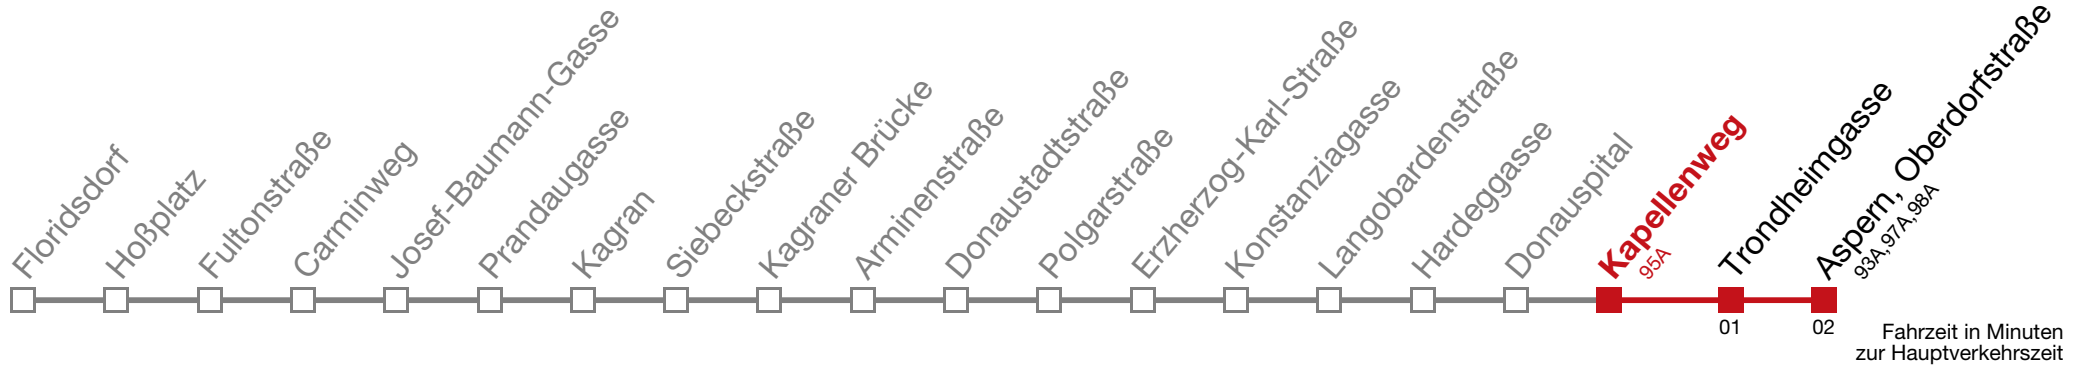 Floridsdorf
Hoßplatz
Fultonstraße
Carminweg
Josef-Baumann-Gasse
Prandaugasse
Kagran
Siebeckstraße
Kagraner Brücke
Arminenstraße
Donaustadtstraße
Polgarstraße
Erzherzog-Karl-Straße
Konstanziagasse
Langobardenstraße
Hardeggasse
Donauspital
Kapellenweg
95A
Trondheimgasse
Aspern, Oberdorfstraße
93A,97A,98A
01
02
Fahrzeit in Minuten
zur Hauptverkehrszeit